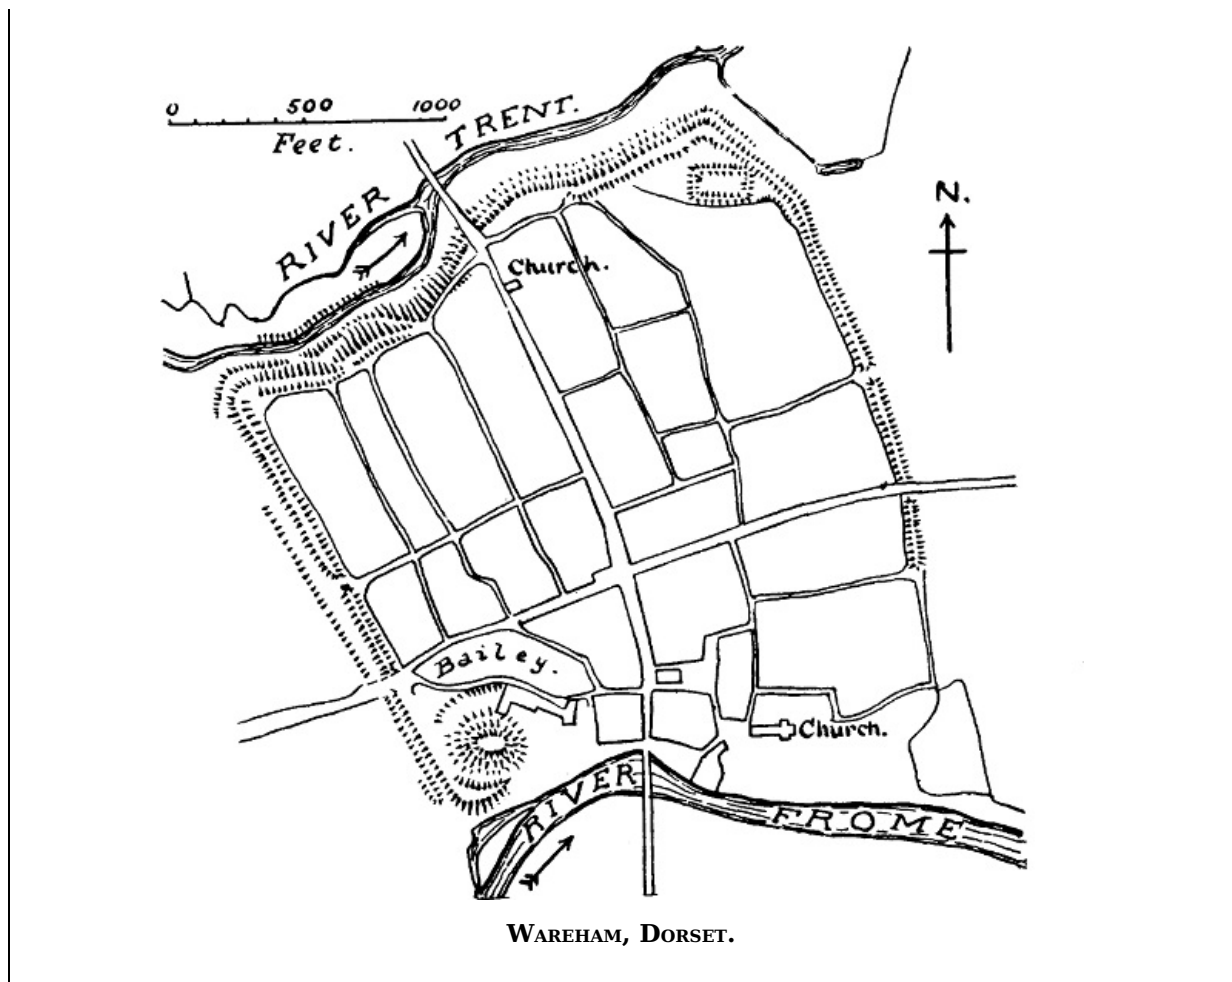 0 500 1000
Feet.
RIVER TRENT.
N.
Church.
Bailey.
Church.
RIVER FROME
Wareham, Dorset.